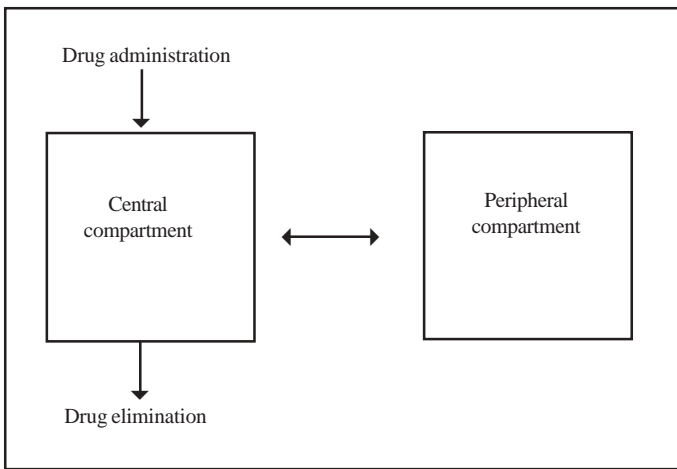 Drug administration
Central
compartment
Peripheral
compartment
Drug elimination